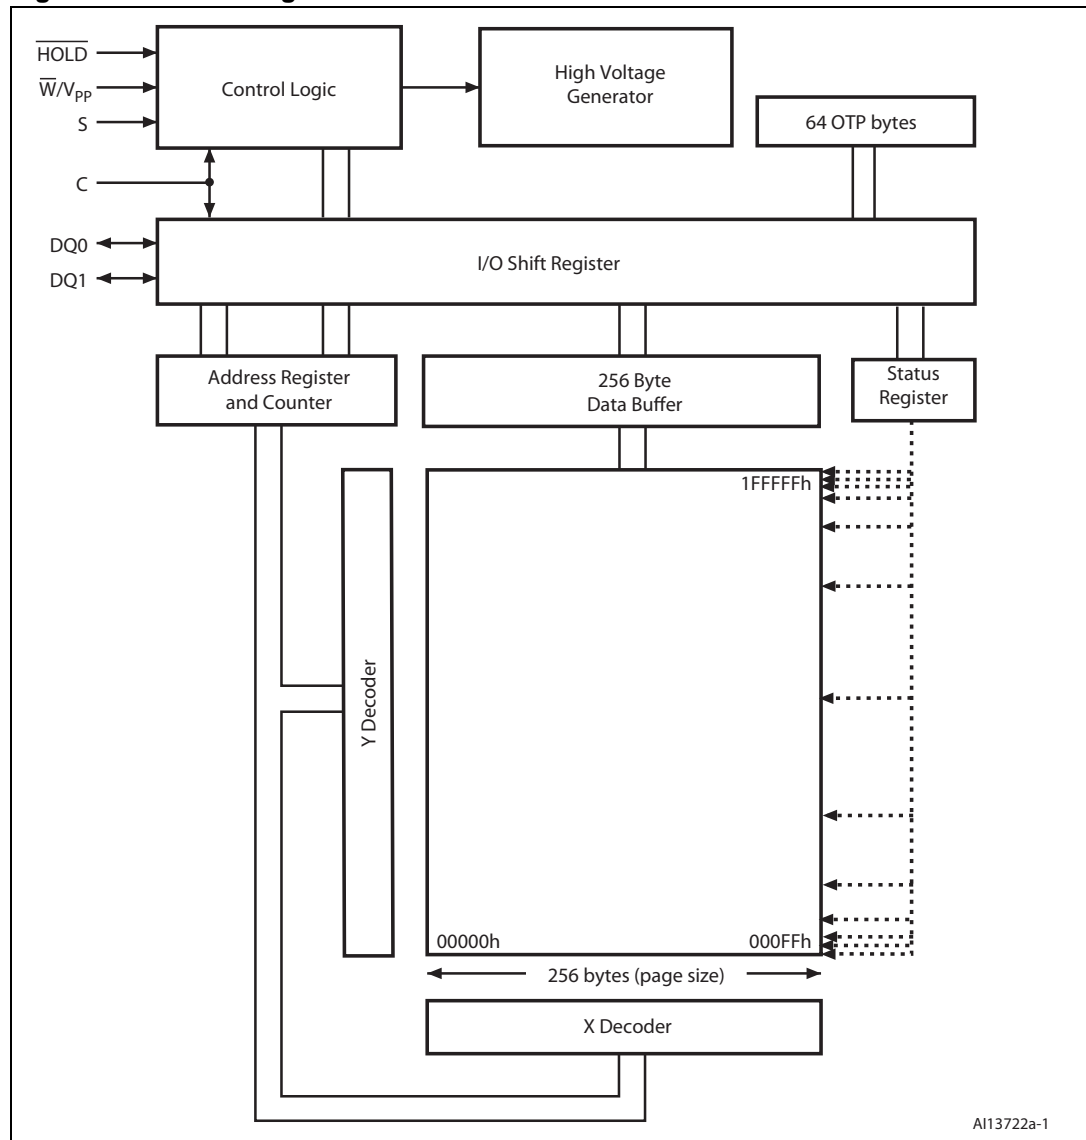 HOLD
W/VPP
S
C
DQ0
DQ1
Control Logic
High Voltage
Generator
64 OTP bytes
I/O Shift Register
Address Register
and Counter
256 Byte
Data Buffer
Status
Register
1FFFFFh
Y Decoder
00000h
000FFh
256 bytes (page size)
X Decoder
AI13722a-1